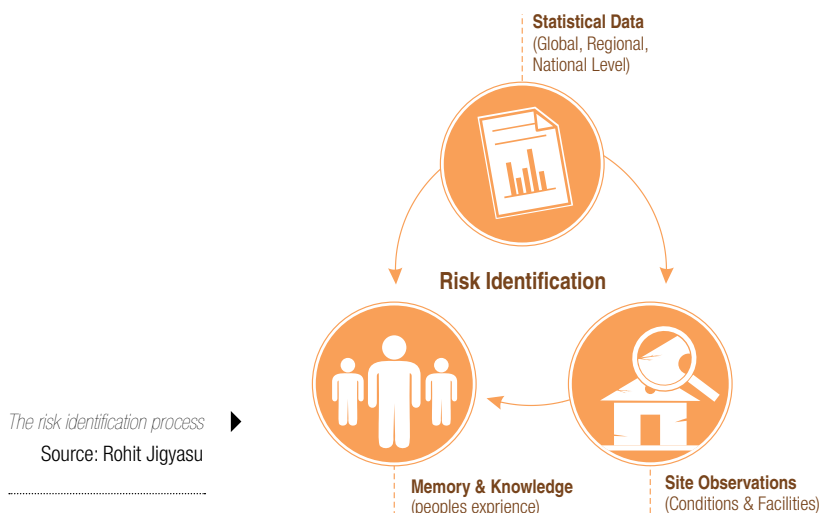 Statistical Data
(Global, Regional,
National Level)
Risk Identification
The risk identification process
Source: Rohit Jigyasu
Memory & Knowledge
(peoples exprience)
Site Observations
(Conditions & Facilities)